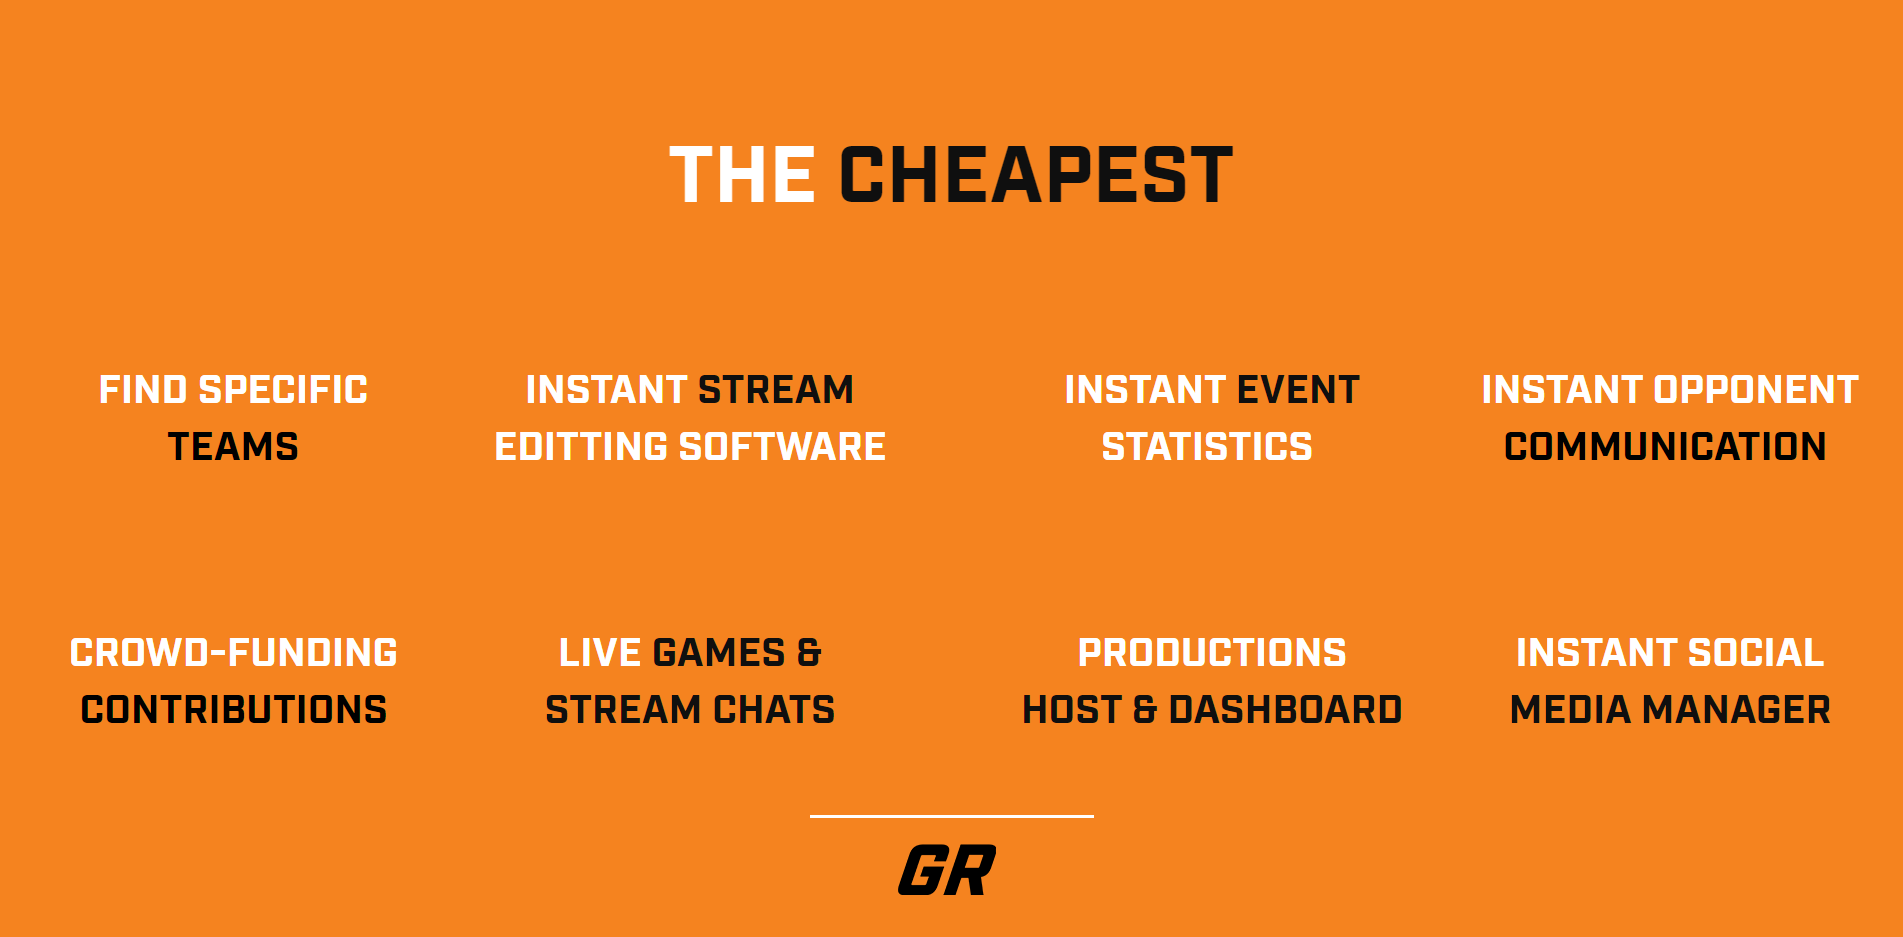 THE CHEAPEST
FIND SPECIFIC
TEAMS
INSTANT STREAM
EDITTING SOFTWARE
INSTANT EVENT
STATISTICS
INSTANT OPPONENT
COMMUNICATION
CROWD-FUNDING
CONTRIBUTIONS
LIVE GAMES &
STREAM CHATS
PRODUCTIONS
HOST & DASHBOARD
INSTANT SOCIAL
MEDIA MANAGER
GR